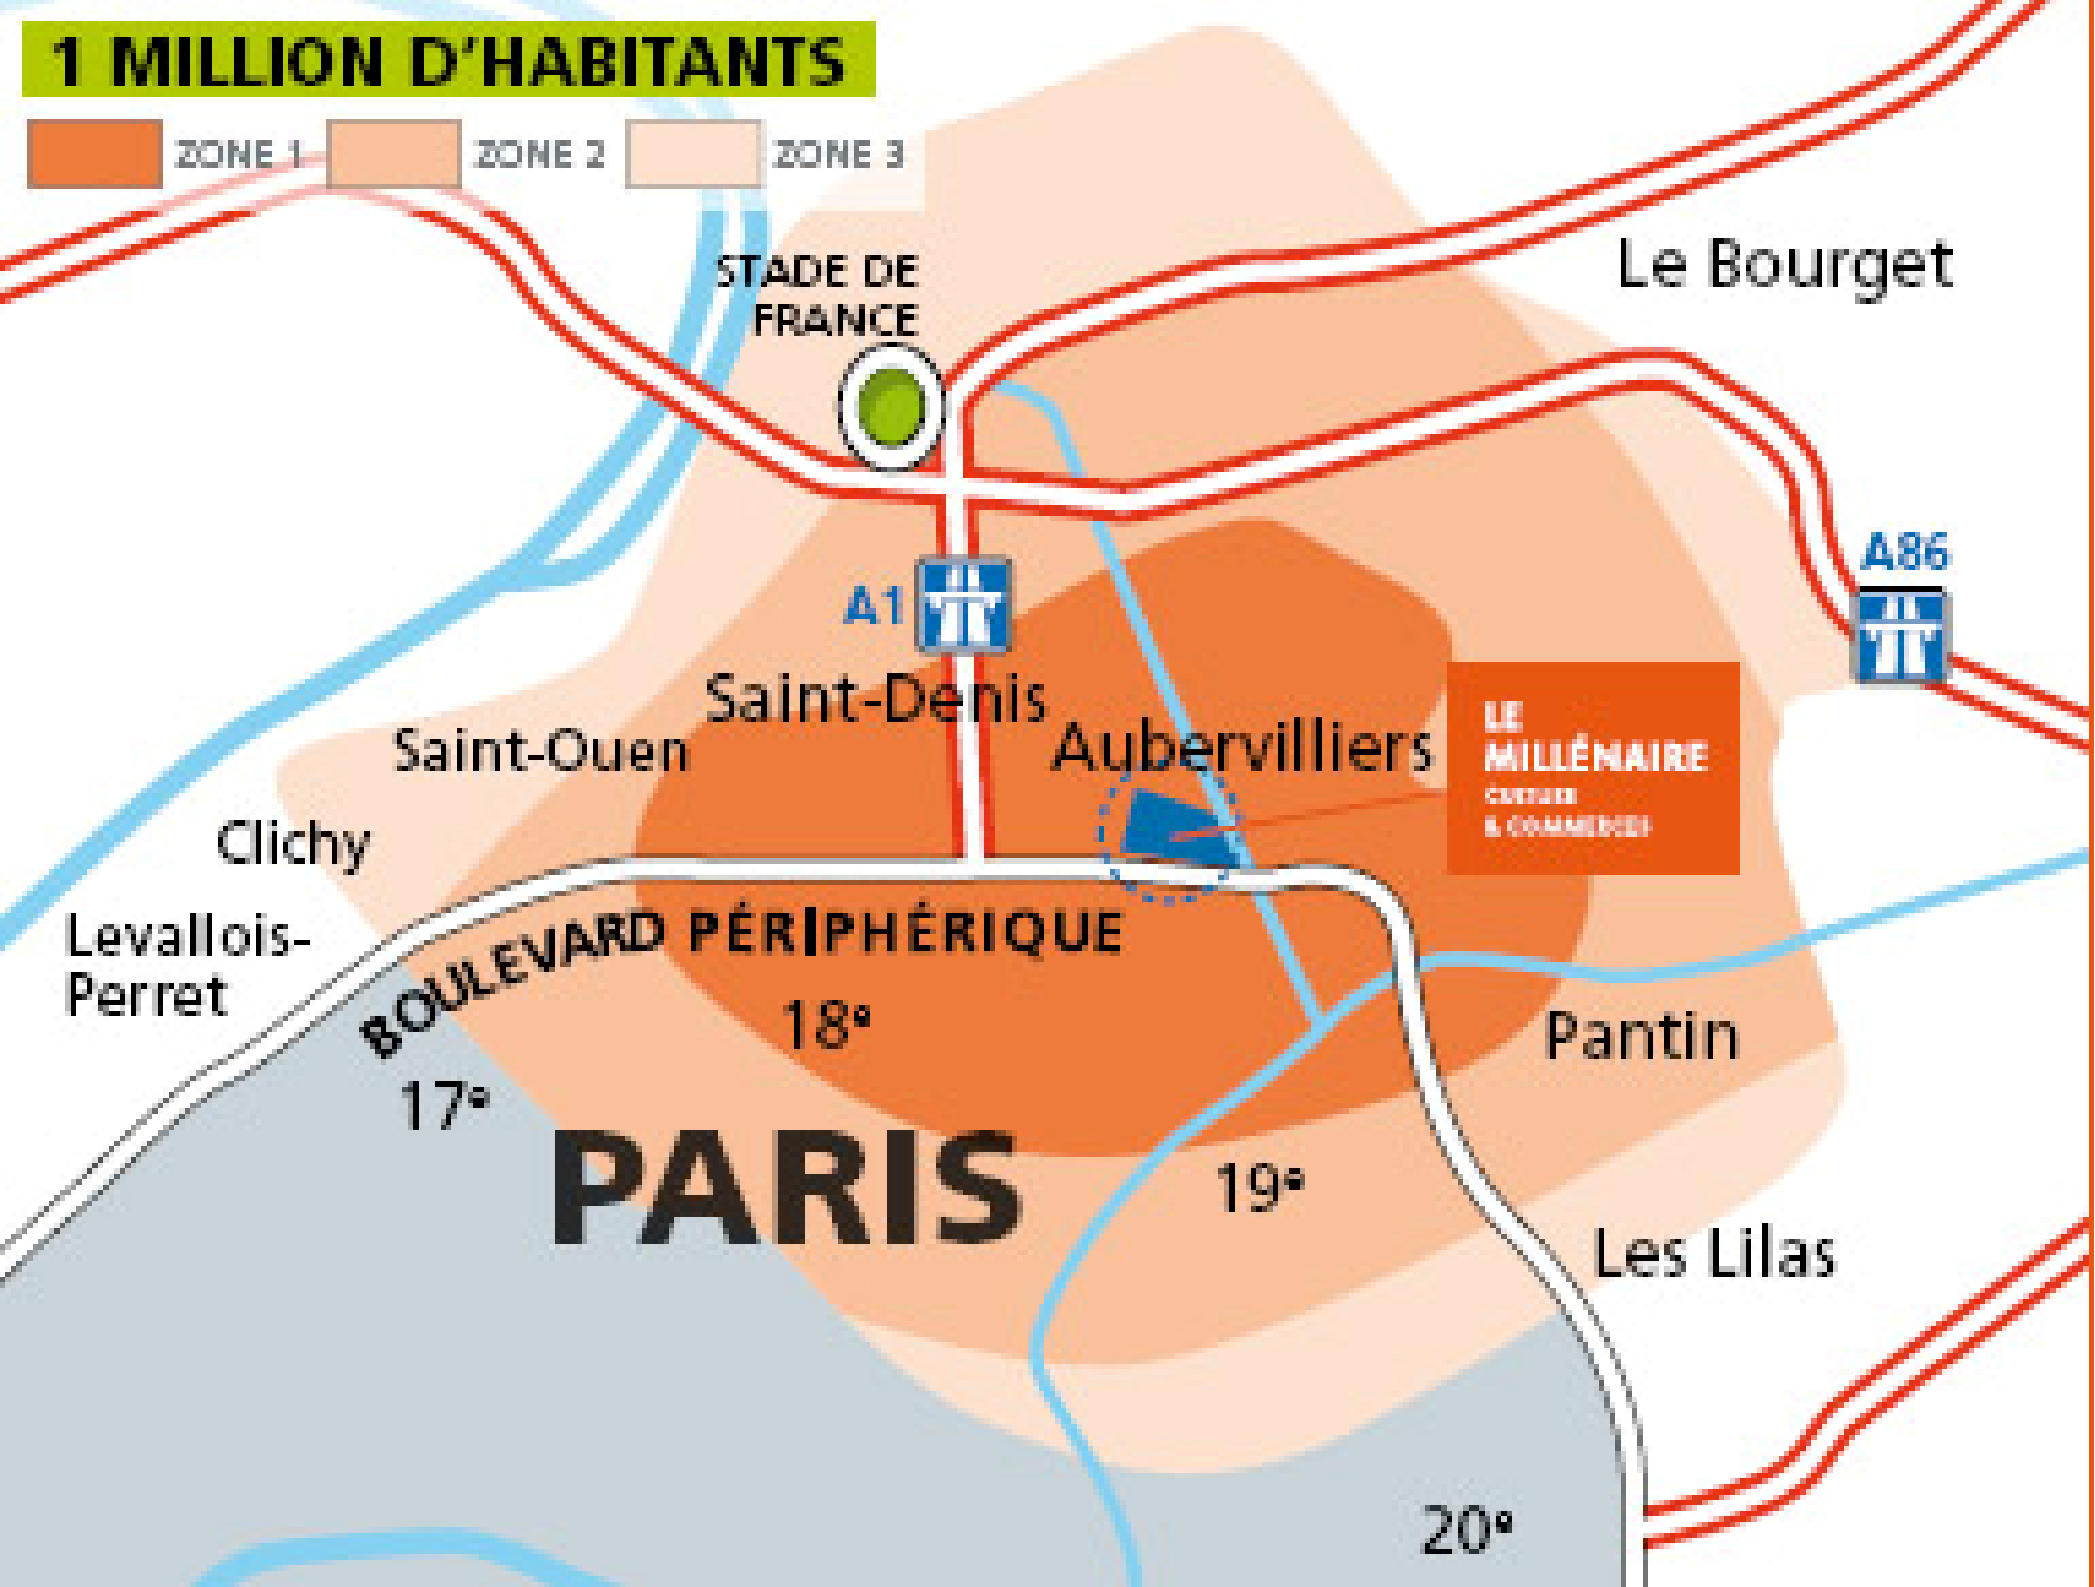 1 MILLION D'HABITANTS
ZONE 1 ZONE 2 ZONE 3
Le Bourget
STADE DE
FRANCE
A86
A1
Saint-Denis
Saint-Ouen
Aubervilliers
LE
MILLÉNAIRE
& COMMERCES
Clichy
Levallois-
Perret
BOULEVARD PÉRIPHÉRIQUE
18e
Pantin
17e
PARIS
19e
Les Lilas
20e